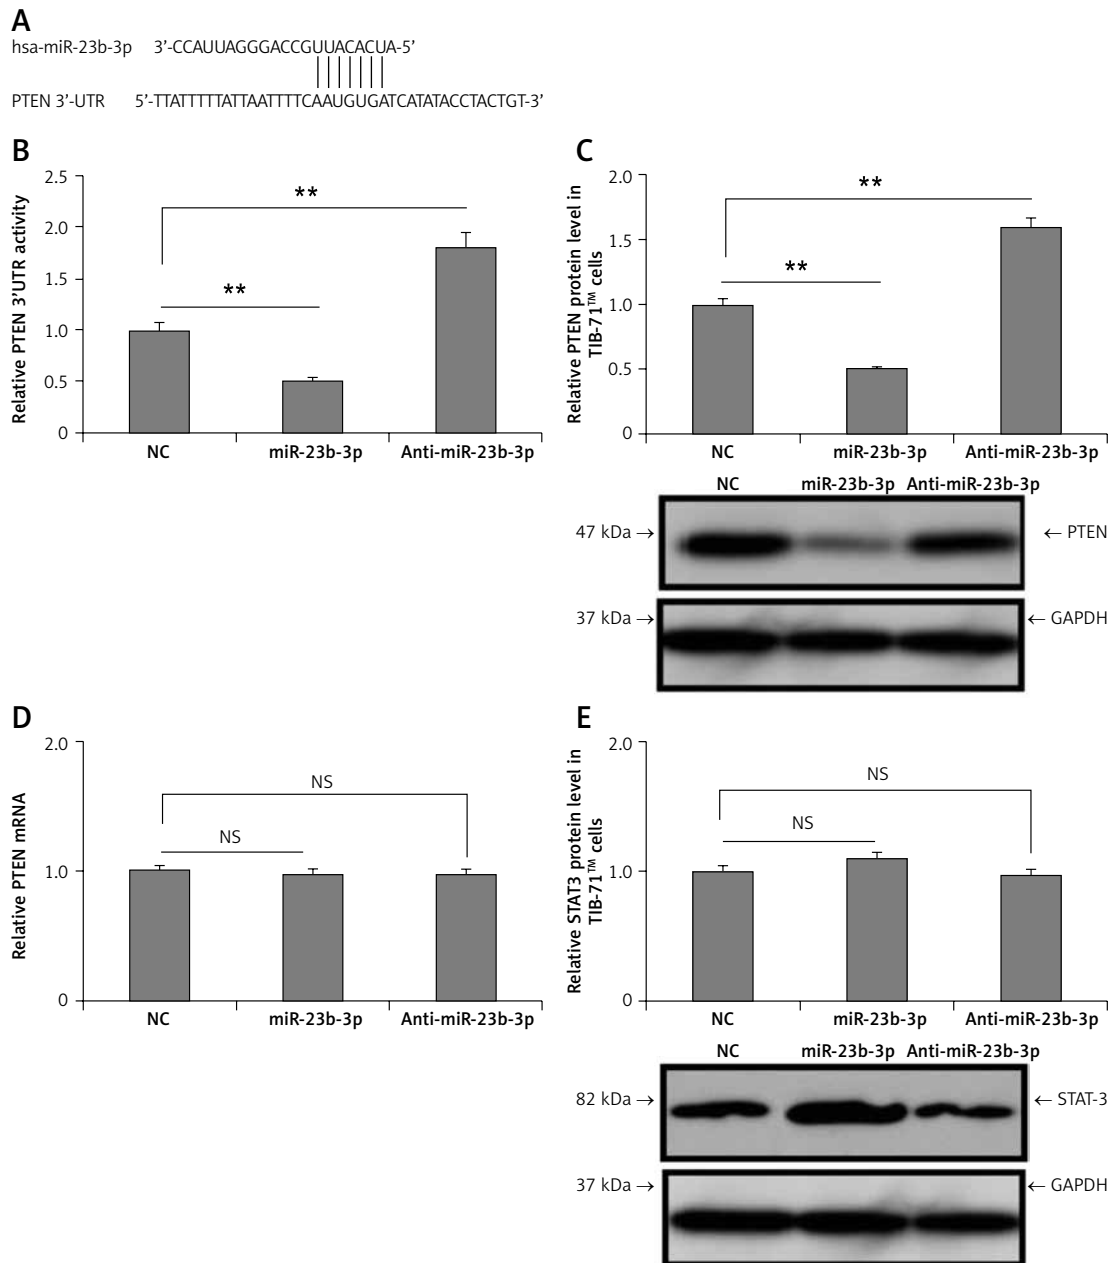 A
hsa-miR-23b-3p 3’-CCAUUAGGGACCGUUACACUA-5’
PTEN 3’-UTR 5’-TTATTTTTATTAATTTTCAAUGUGATCATATACCTACTGT-3’
B
Relative PTEN 3’UTR activity
2.5
2.0
1.5
1.0
0.5
0
**
**
NC miR-23b-3p Anti-miR-23b-3p
C
Relative PTEN protein level in
TIB-71™ cells
2.0
1.5
1.0
0.5
0
**
**
NC miR-23b-3p Anti-miR-23b-3p
NC miR-23b-3p Anti-miR-23b-3p
47 kDa → ← PTEN
37 kDa → ← GAPDH
D
Relative PTEN mRNA
2.0
1.0
0
NS
NS
NC miR-23b-3p Anti-miR-23b-3p
E
Relative STAT3 protein level in
TIB-71™ cells
2.0
1.0
0
NS
NS
NC miR-23b-3p Anti-miR-23b-3p
NC miR-23b-3p Anti-miR-23b-3p
82 kDa → ← STAT-3
37 kDa → ← GAPDH